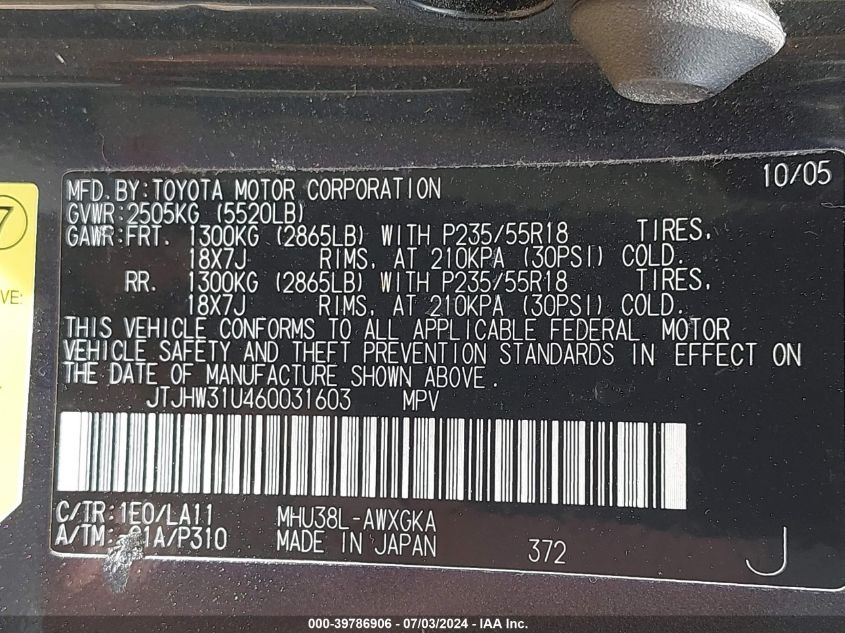 10/05
MFD. BY: TOYOTA MOTOR CORPORATION
GVWR: 2505KG (5520LB)
GAWR: FRT. 1300KG (2865LB) WITH P235/55R18 TIRES,
18X7J RIMS, AT 210KPA (30PSI) COLD.
RR. 1300KG (2865LB) WITH P235/55R18 TIRES,
18X7J RIMS, AT 210KPA (30PSI) COLD.
THIS VEHICLE CONFORMS TO ALL APPLICABLE FEDERAL MOTOR
VEHICLE SAFETY AND THEFT PREVENTION STANDARDS IN EFFECT ON
THE DATE OF MANUFACTURE SHOWN ABOVE.
JTJHW31U460031603 MPV
C/TR: 1E0/LA11 MHU38L-AWXGKA
A/TM: -01A/P310 MADE IN JAPAN 372 J
7
VE:
000-39786906 - 07/03/2024 - IAA Inc.